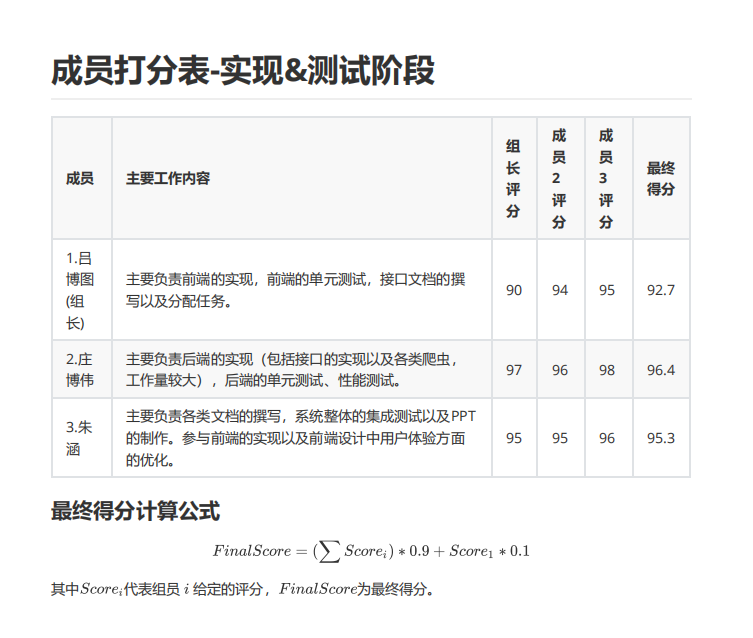 成员打分表-实现&测试阶段
成员 主要工作内容 组长评分 成员2评分 成员3评分 最终得分
1.吕博图(组长) 主要负责前端的实现，前端的单元测试，接口文档的撰写以及分配任务。 90 94 95 92.7
2.庄博伟 主要负责后端的实现（包括接口的实现以及各类爬虫，工作量较大），后端的单元测试、性能测试。 97 96 98 96.4
3.朱涵 主要负责各类文档的撰写，系统整体的集成测试以及PPT的制作。参与前端的实现以及前端设计中用户体验方面的优化。 95 95 96 95.3
最终得分计算公式
FinalScore = (∑ Scoreᵢ) * 0.9 + Score₁ * 0.1
其中Scoreᵢ代表组员 i 给定的评分，FinalScore为最终得分。